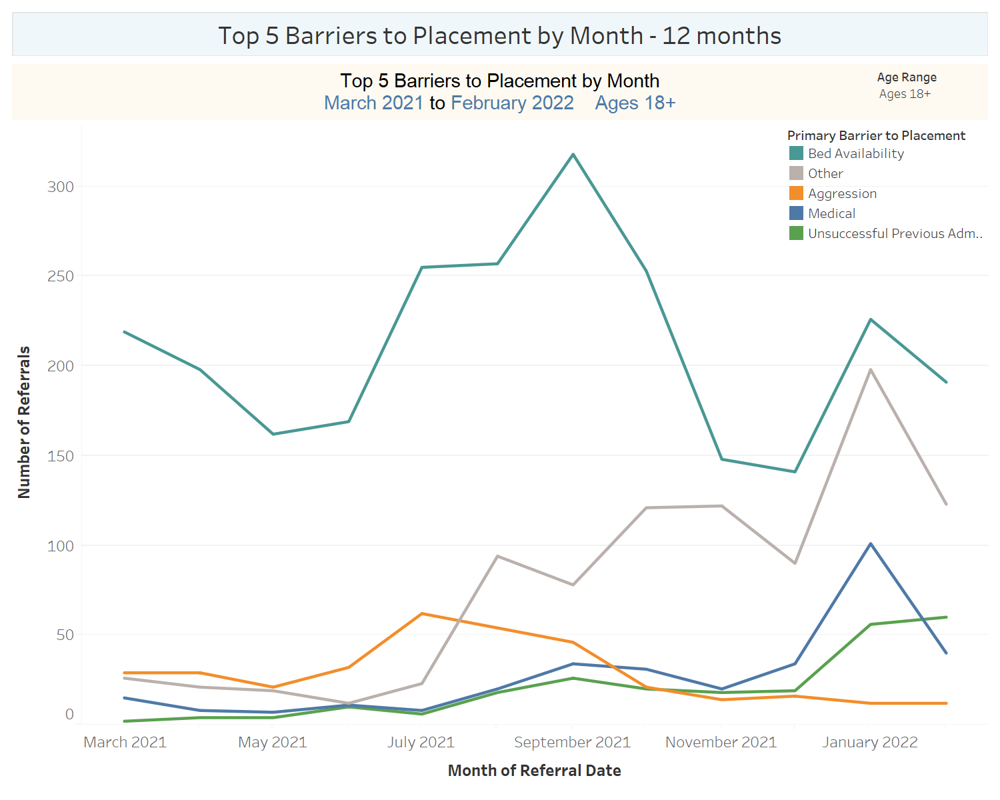 Top 5 Barriers to Placement by Month - 12 months
Top 5 Barriers to Placement by Month
March 2021 to February 2022 Ages 18+
Age Range
Ages 18+
Primary Barrier to Placement
Bed Availability
Other
Aggression
Medical
Unsuccessful Previous Adm..
Number of Referrals
300
250
200
150
100
50
0
March 2021
May 2021
July 2021
September 2021
November 2021
January 2022
Month of Referral Date